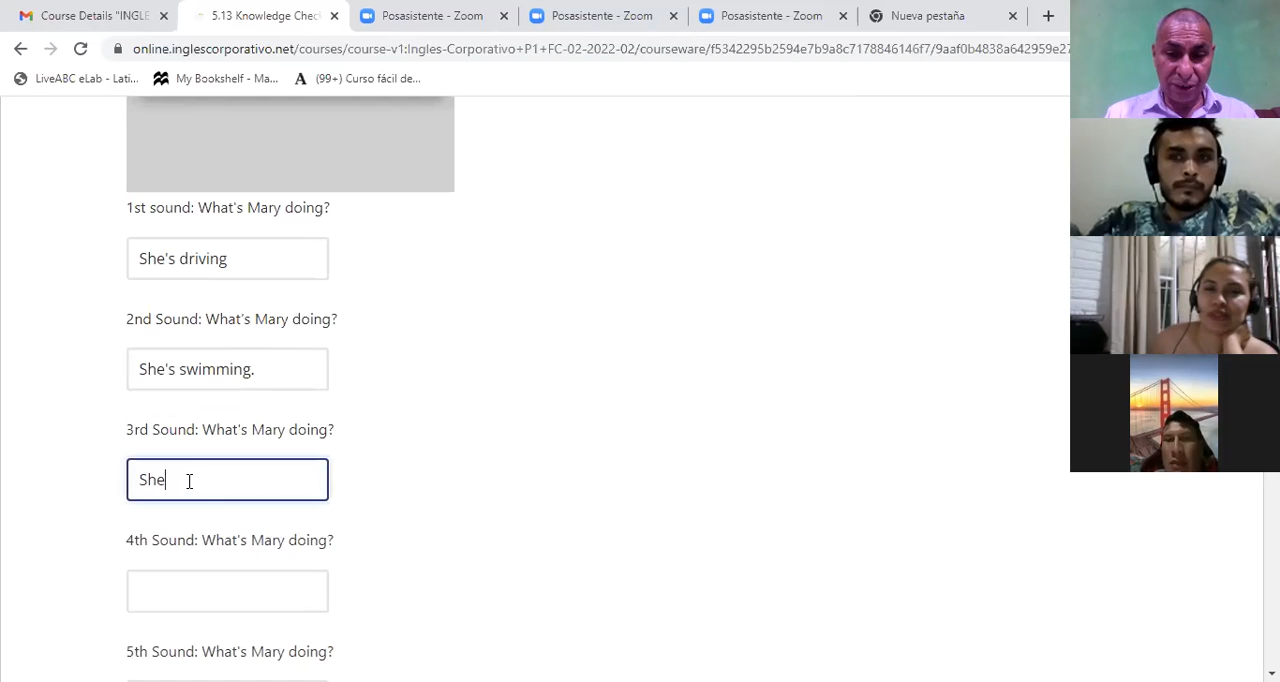 Course Details "INGLE
5.13 Knowledge Chec
Posasistente - Zoom
Posasistente - Zoom
Posasistente - Zoom
Nueva pestaña
online.inglescorporativo.net/courses/course-v1:Ingles-Corporativo+P1+FC-02-2022-02/courseware/f5342295b2594e7b9a8c7178846146f7/9aaf0b4838a642959e27
LiveABC eLab - Lati...
My Bookshelf - Ma...
(99+) Curso fácil de...
1st sound: What's Mary doing?
She's driving
2nd Sound: What's Mary doing?
She's swimming.
3rd Sound: What's Mary doing?
She
4th Sound: What's Mary doing?
5th Sound: What's Mary doing?